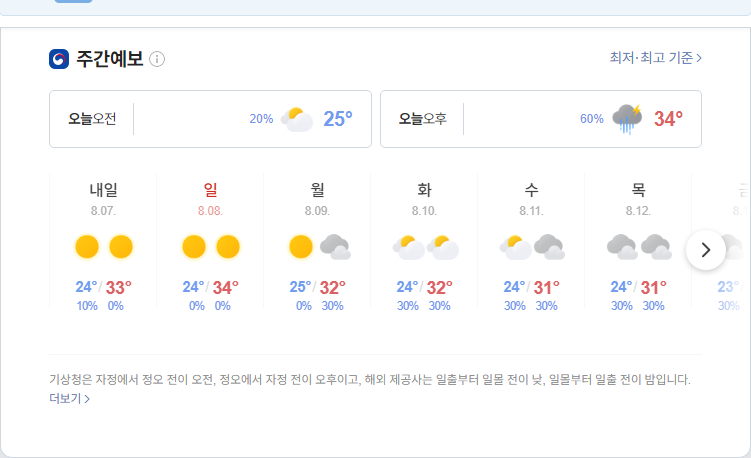 주간예보
최저·최고 기준
오늘오전 20% 25°
오늘오후 60% 34°
내일 일 월 화 수 목
8.07. 8.08. 8.09. 8.10. 8.11. 8.12. 8.
24°/33° 24°/34° 25°/32° 24°/32° 24°/31° 24°/31° 23°
10% 0% 0% 0% 0% 30% 30% 30% 30% 30% 30% 30% 30%
기상청은 자정에서 정오 전이 오전, 정오에서 자정 전이 오후이고, 해외 제공사는 일출부터 일몰 전이 낮, 일몰부터 일출 전이 밤입니다.
더보기